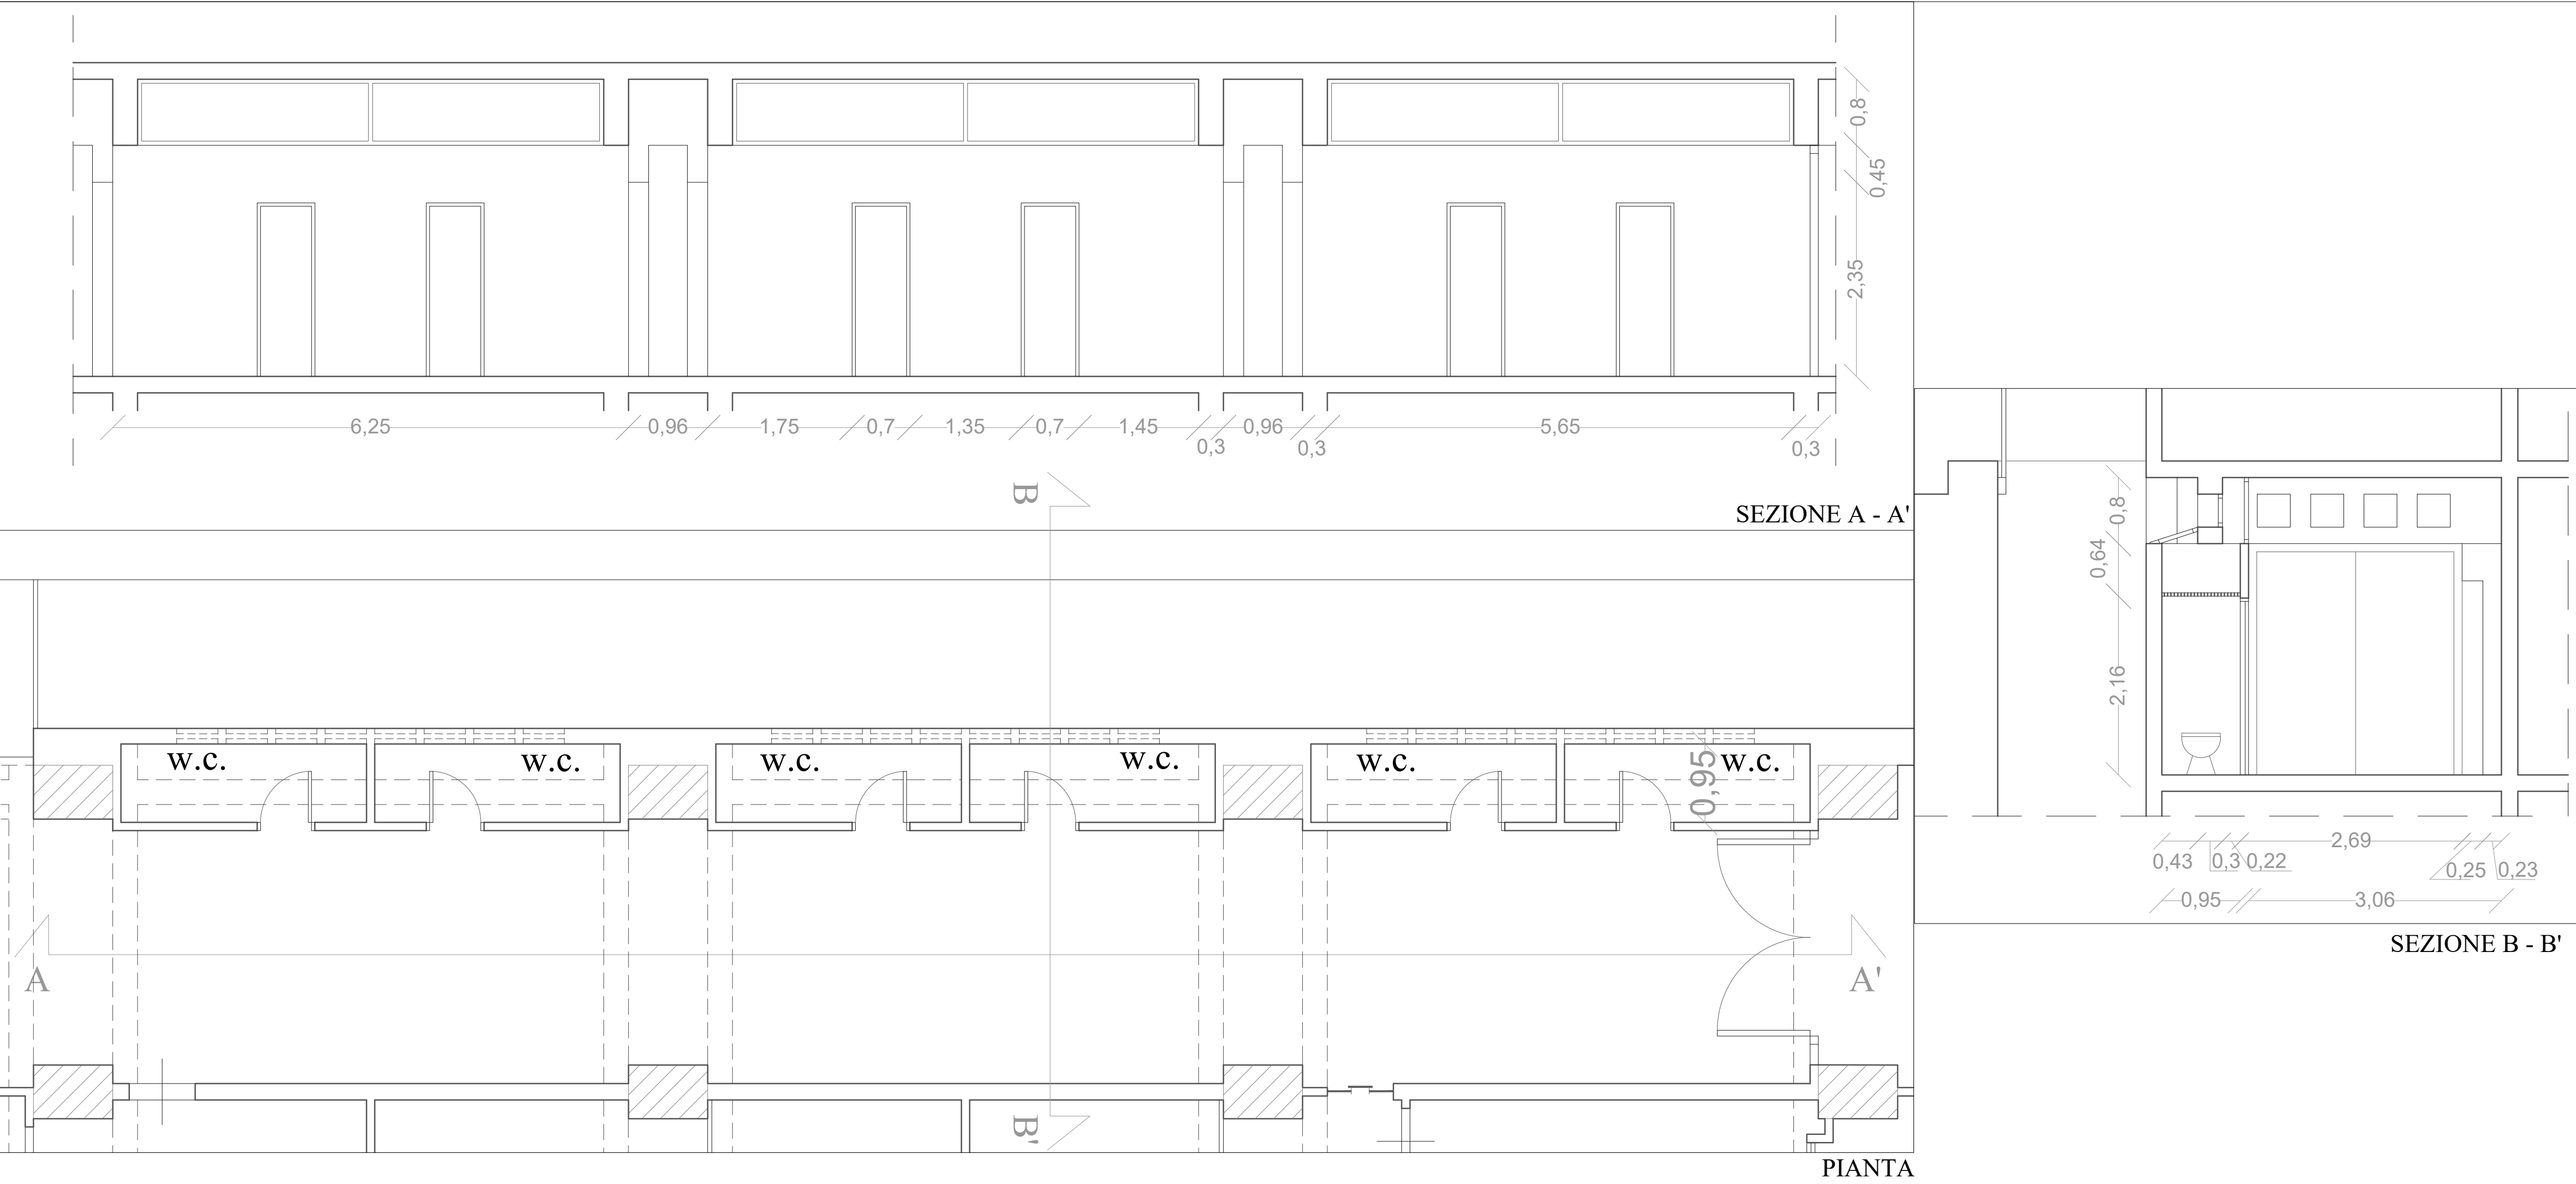 0,8
0,45
2,35
6,25
0,96
1,75
0,7
1,35
0,7
1,45
0,3
0,96
0,3
5,65
0,3
B
SEZIONE A - A'
0,8
0,64
2,16
w.c.
w.c.
w.c.
w.c.
w.c.
0,95
w.c.
0,43
0,3
0,22
2,69
0,25
0,23
0,95
3,06
SEZIONE B - B'
A
A'
B'
PIANTA